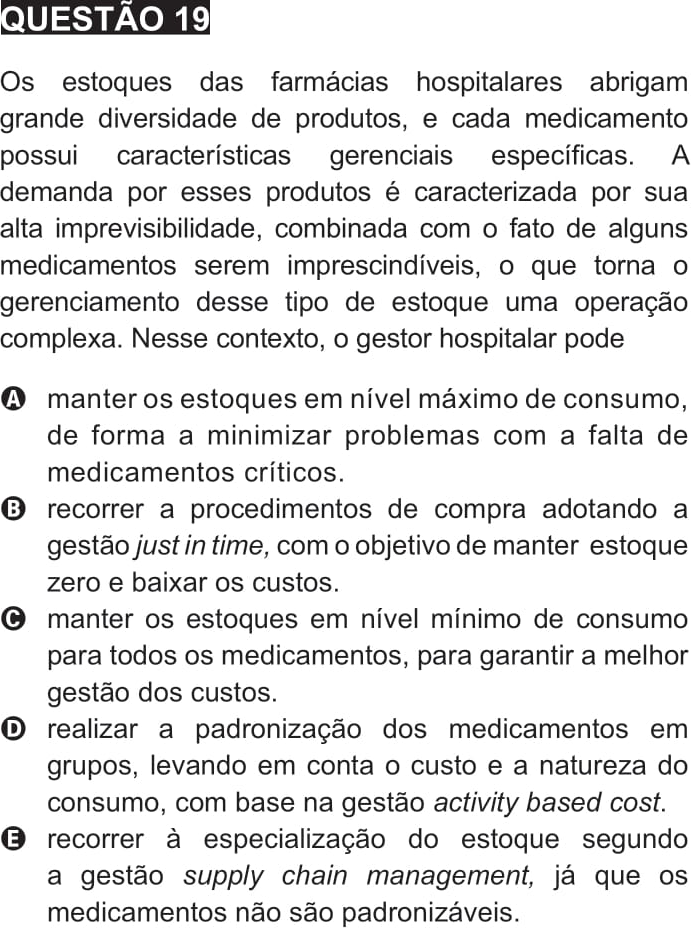 QUESTÃO 19
Os estoques das farmácias hospitalares abrigam
grande diversidade de produtos, e cada medicamento
possui características gerenciais específicas. A
demanda por esses produtos é caracterizada por sua
alta imprevisibilidade, combinada com o fato de alguns
medicamentos serem imprescindíveis, o que torna o
gerenciamento desse tipo de estoque uma operação
complexa. Nesse contexto, o gestor hospitalar pode
A manter os estoques em nível máximo de consumo,
de forma a minimizar problemas com a falta de
medicamentos críticos.
B recorrer a procedimentos de compra adotando a
gestão just in time, com o objetivo de manter estoque
zero e baixar os custos.
C manter os estoques em nível mínimo de consumo
para todos os medicamentos, para garantir a melhor
gestão dos custos.
D realizar a padronização dos medicamentos em
grupos, levando em conta o custo e a natureza do
consumo, com base na gestão activity based cost.
E recorrer à especialização do estoque segundo
a gestão supply chain management, já que os
medicamentos não são padronizáveis.